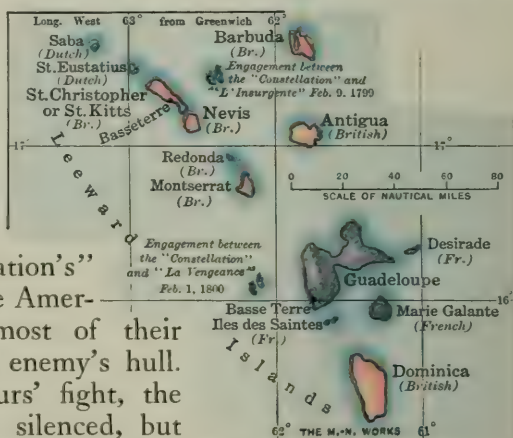 Long. West 63° from Greenwich 62°
Saba
(Dutch)
St. Eustatius
(Dutch)
St. Christopher
or St. Kitts
(Br.)
Basseterre
Nevis
(Br.)
Barbuda
(Br.)
Engagement between
the "Constellation" and
"L'Insurgente" Feb. 9. 1799
Antigua
(British)
17°
17°
Redonda
(Br.)
Montserrat
(Br.)
0 50
SCALE OF NAUTICAL MILES
Leeward
Islands
Engagement between
the "Constellation"
and "La Vengeance"
Feb. 1, 1800
Desirade
(Fr.)
Guadeloupe
16°
Basse Terre
Iles des Saintes
(Fr.)
Marie Galante
(French)
Dominica
(British)
62° THE M.-N. WORKS 61°
ation's"
e Amer-
most of their
enemy's hull.
urs' fight, the
silenced, but